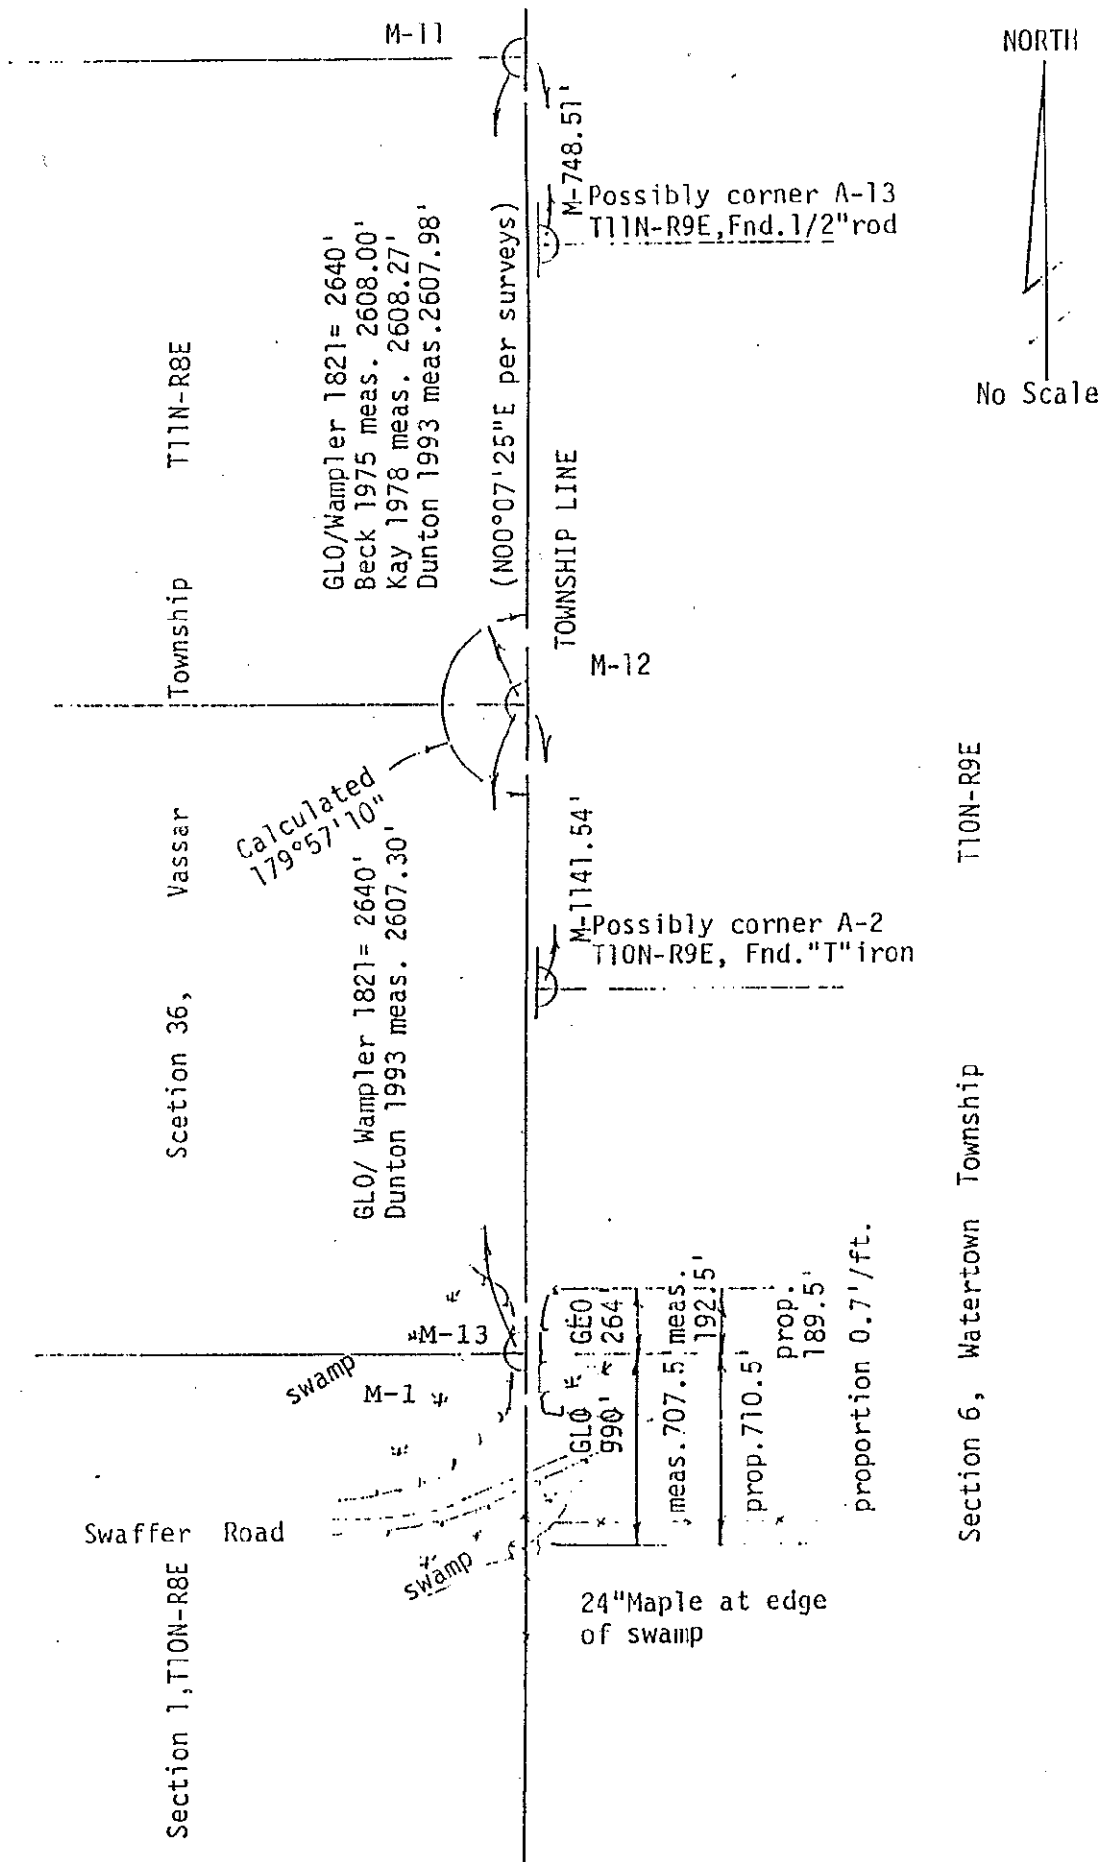 M-11
NORTH
No Scale
M-748.51'
Possibly corner A-13
T11N-R9E,Fnd.1/2"rod
T11N-R8E
GLO/Wampler 1821= 2640'
Beck 1975 meas. 2608.00'
Kay 1978 meas. 2608.27'
Dunton 1993 meas.2607.98'
(N00°07'25"E per surveys)
TOWNSHIP LINE
Township
M-12
Calculated
179°57'10"
Vassar
M-1141.54'
Possibly corner A-2
T10N-R9E, Fnd."T"iron
T10N-R9E
Scetion 36,
GLO/ Wampler 1821= 2640'
Dunton 1993 meas. 2607.30'
Section 6, Watertown Township
M-13
swamp
M-1
GLO
264'
meas.
192.5'
prop.
189.5'
GLO
990'
meas.707.5'
prop.710.5'
proportion 0.7'/ft.
Swaffer Road
swamp
24"Maple at edge
of swamp
Section 1,T10N-R8E